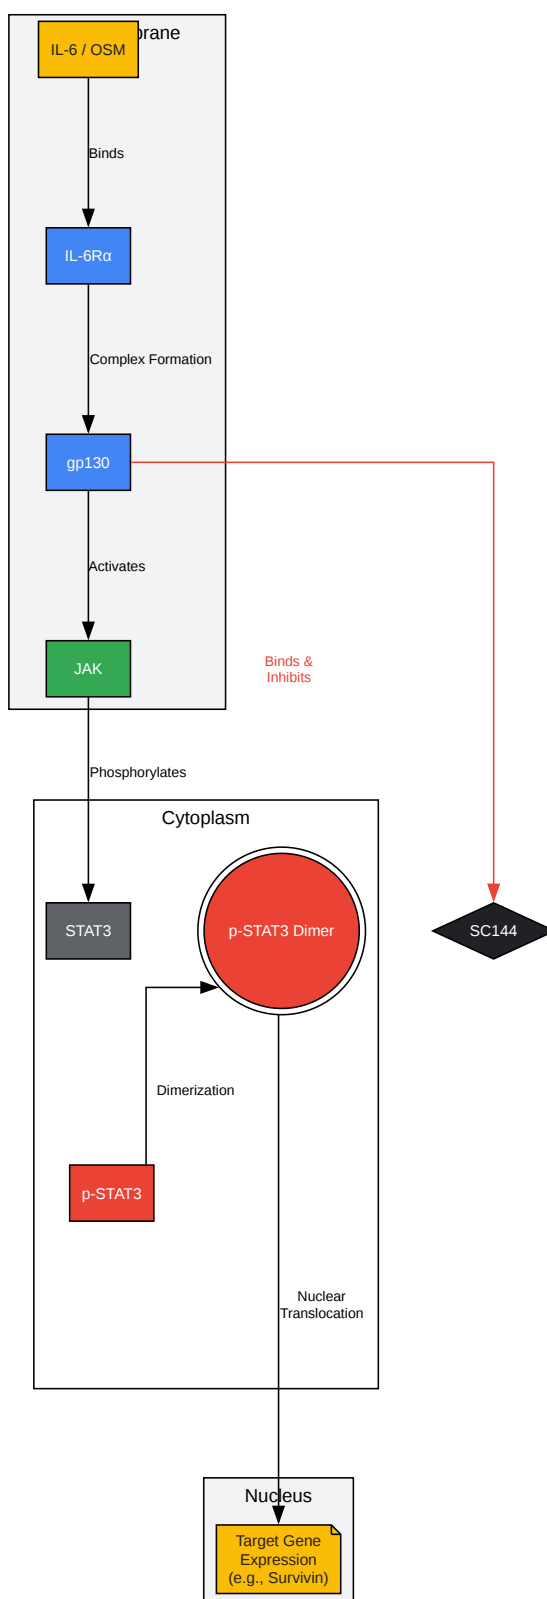 IL-6 / OSM
Binds
IL-6Rα
Complex Formation
gp130
Activates
JAK
Binds &
Inhibits
Phosphorylates
Cytoplasm
STAT3
p-STAT3 Dimer
SC144
Dimerization
p-STAT3
Nuclear
Translocation
Nucleus
Target Gene
Expression
(e.g., Survivin)